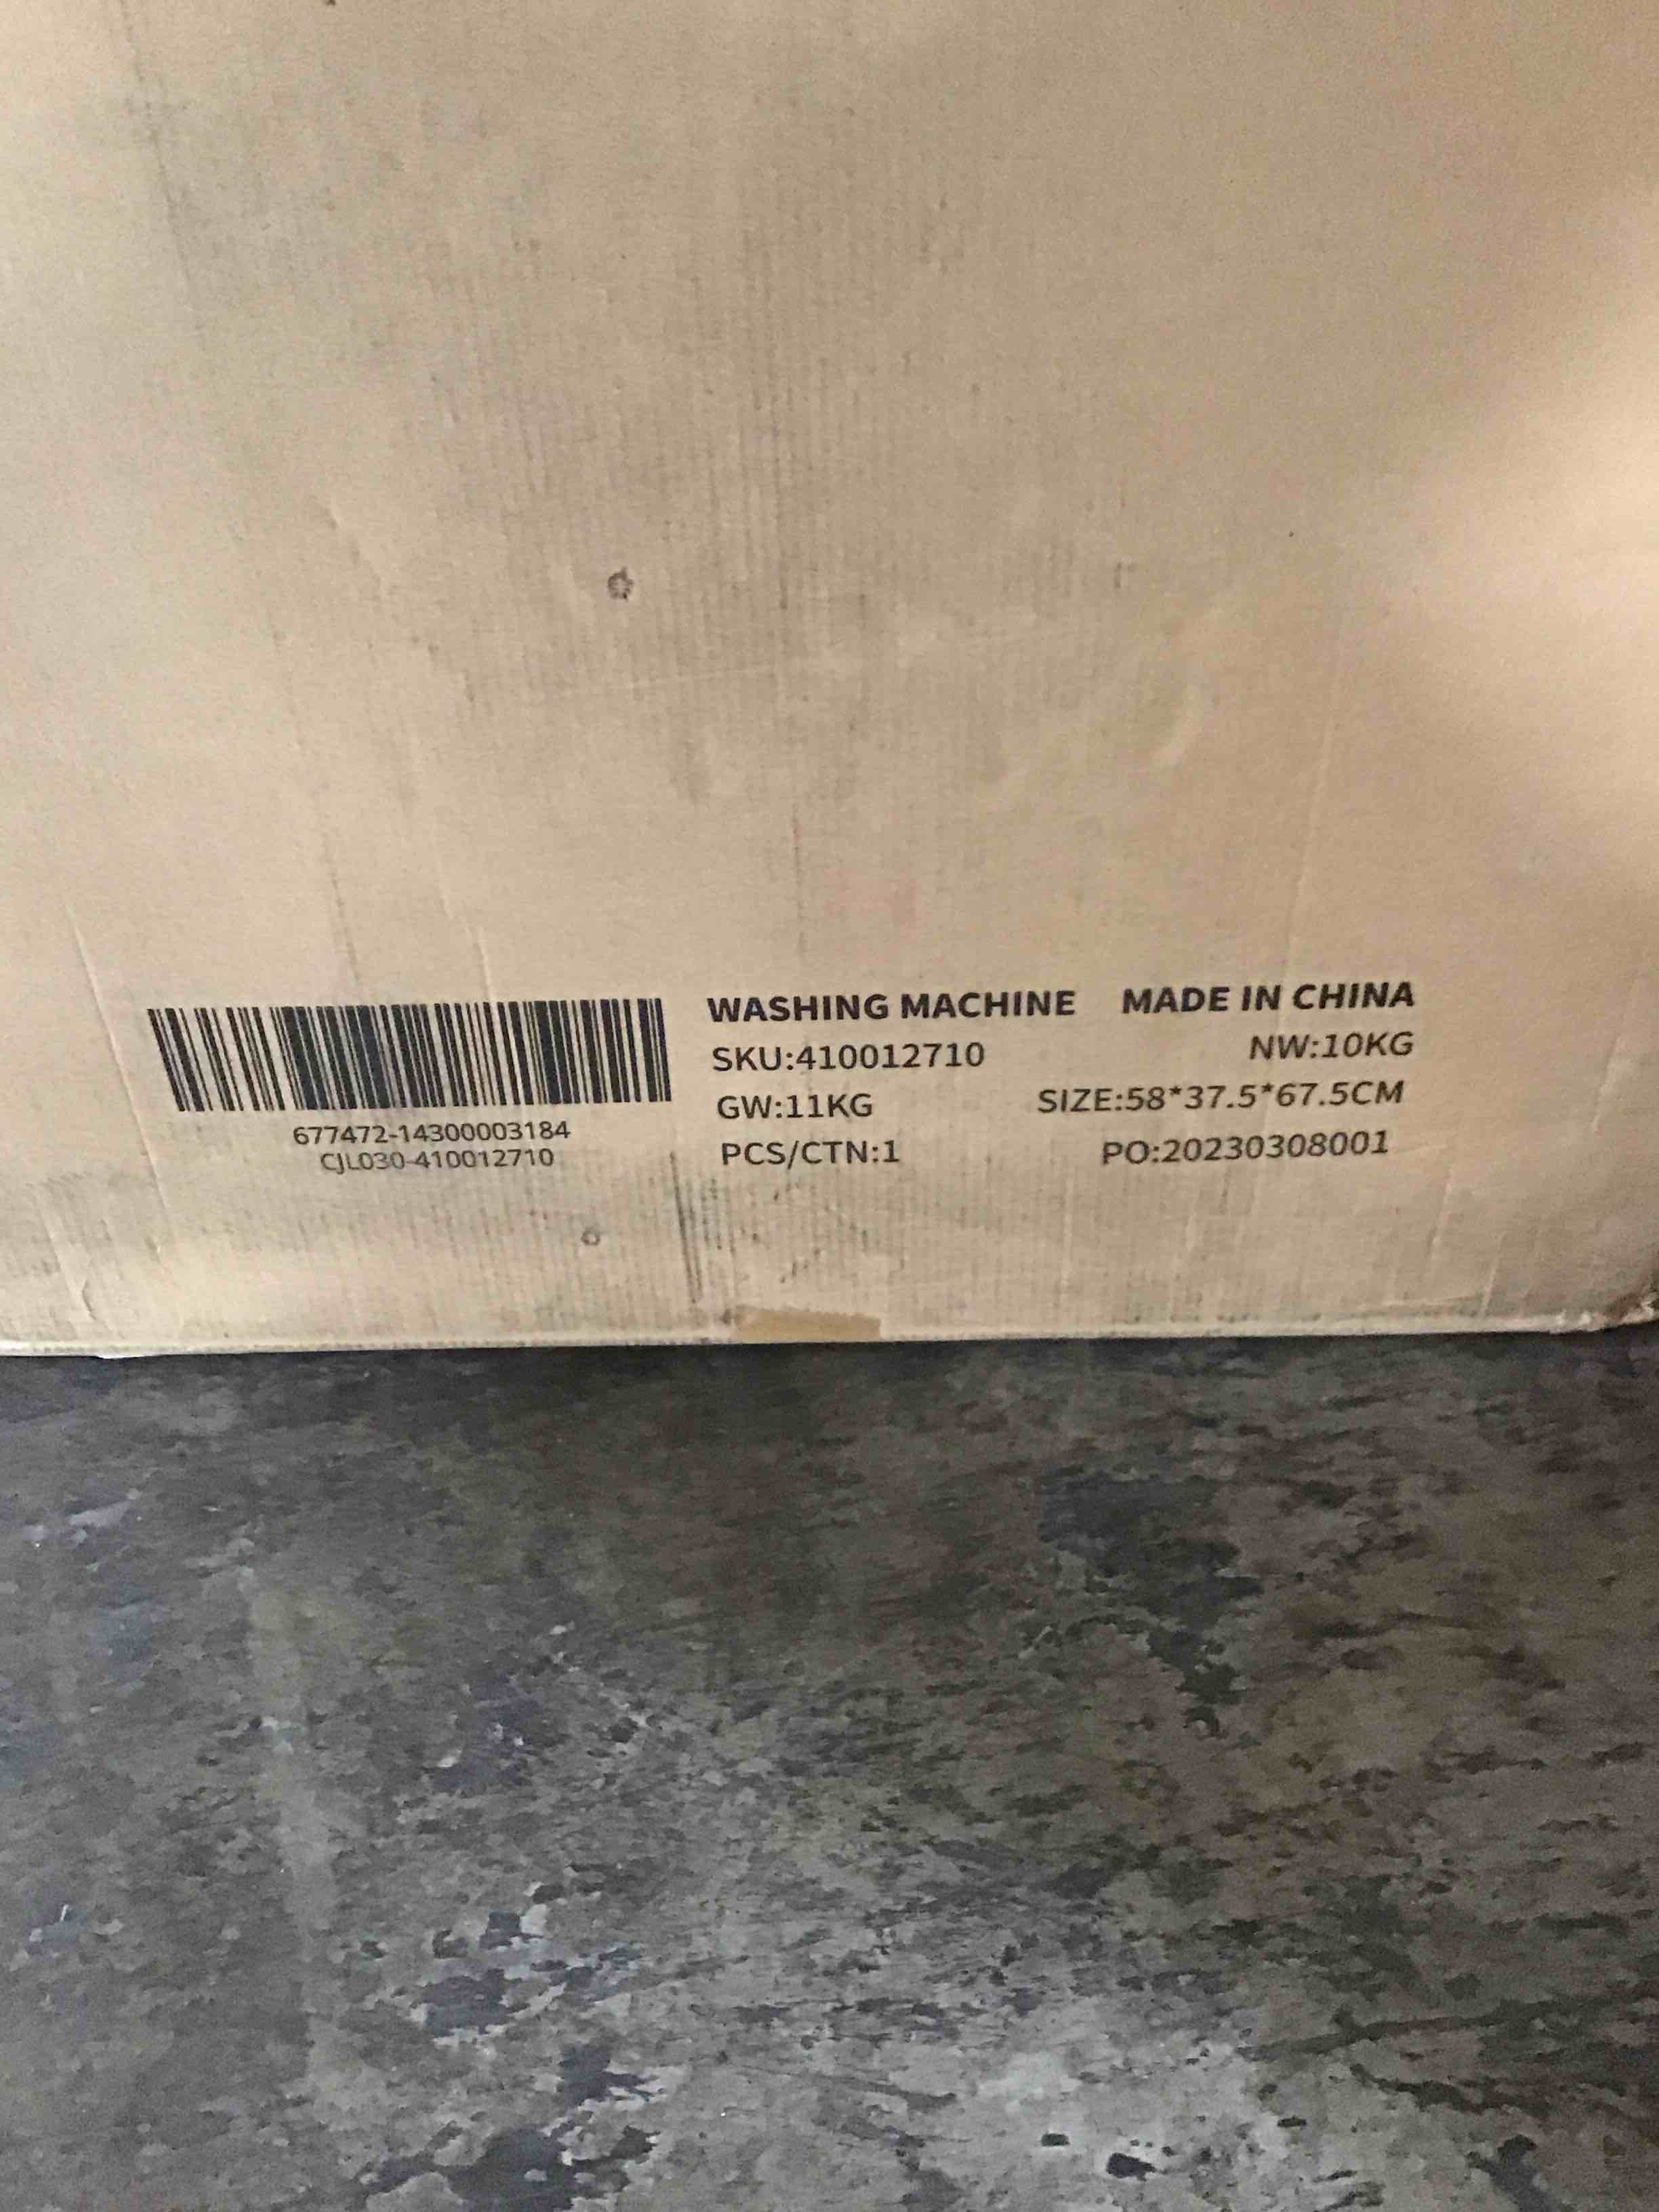 WASHING MACHINE MADE IN CHINA
SKU:410012710 NW:10KG
GW:11KG SIZE:58*37.5*67.5CM
PCS/CTN:1 PO:20230308001
677472-14300003184
CJL030-410012710